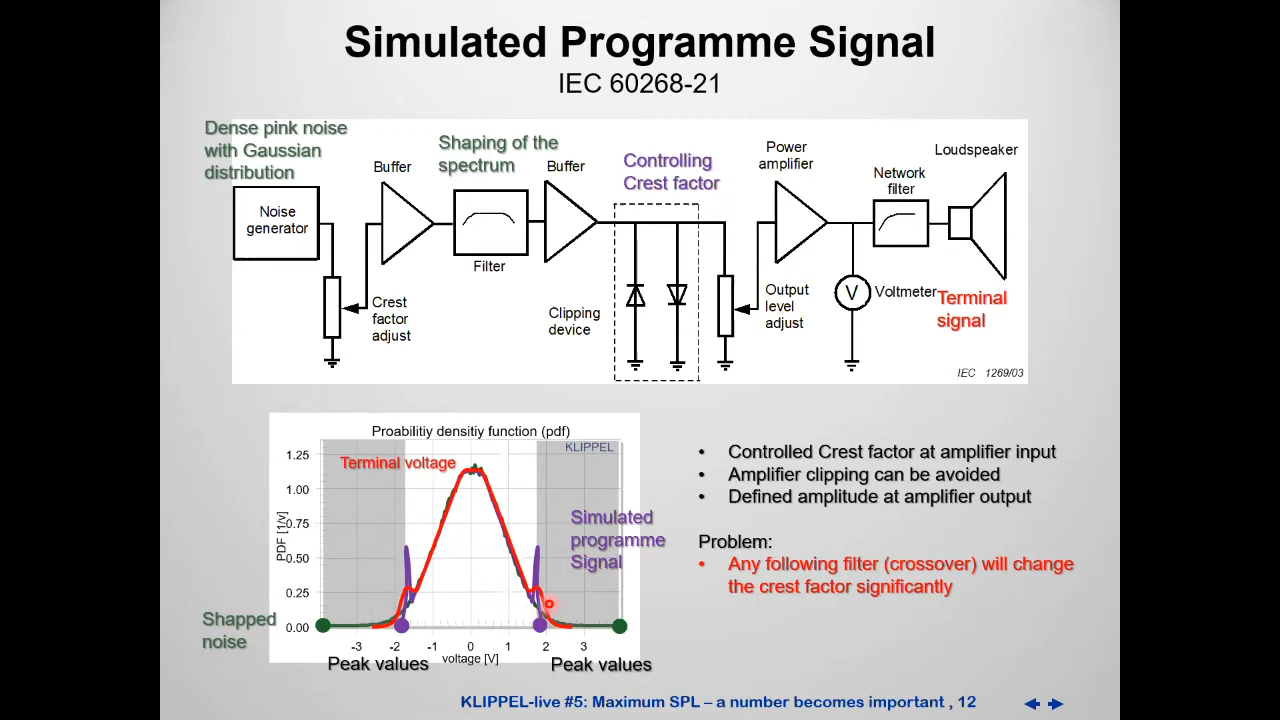 Simulated Programme Signal
IEC 60268-21
Dense pink noise
with Gaussian
distribution
Noise
generator
Crest
factor
adjust
Buffer
Shaping of the
spectrum
Filter
Buffer
Controlling
Crest factor
Clipping
device
Power
amplifier
Output
level
adjust
Network
filter
V
Voltmeter
Loudspeaker
Terminal
signal
IEC 1269/03
Proabilitiy densitiy function (pdf)
KLIPPEL
Terminal voltage
PDF [1/v]
1.25
1.00
0.75
0.50
0.25
0.00
Simulated
programme
Signal
Shapped
noise
-3 -2 -1 0 1 2 3
voltage [V]
Peak values
Peak values
• Controlled Crest factor at amplifier input
• Amplifier clipping can be avoided
• Defined amplitude at amplifier output
Problem:
• Any following filter (crossover) will change
the crest factor significantly
KLIPPEL-live #5: Maximum SPL – a number becomes important , 12